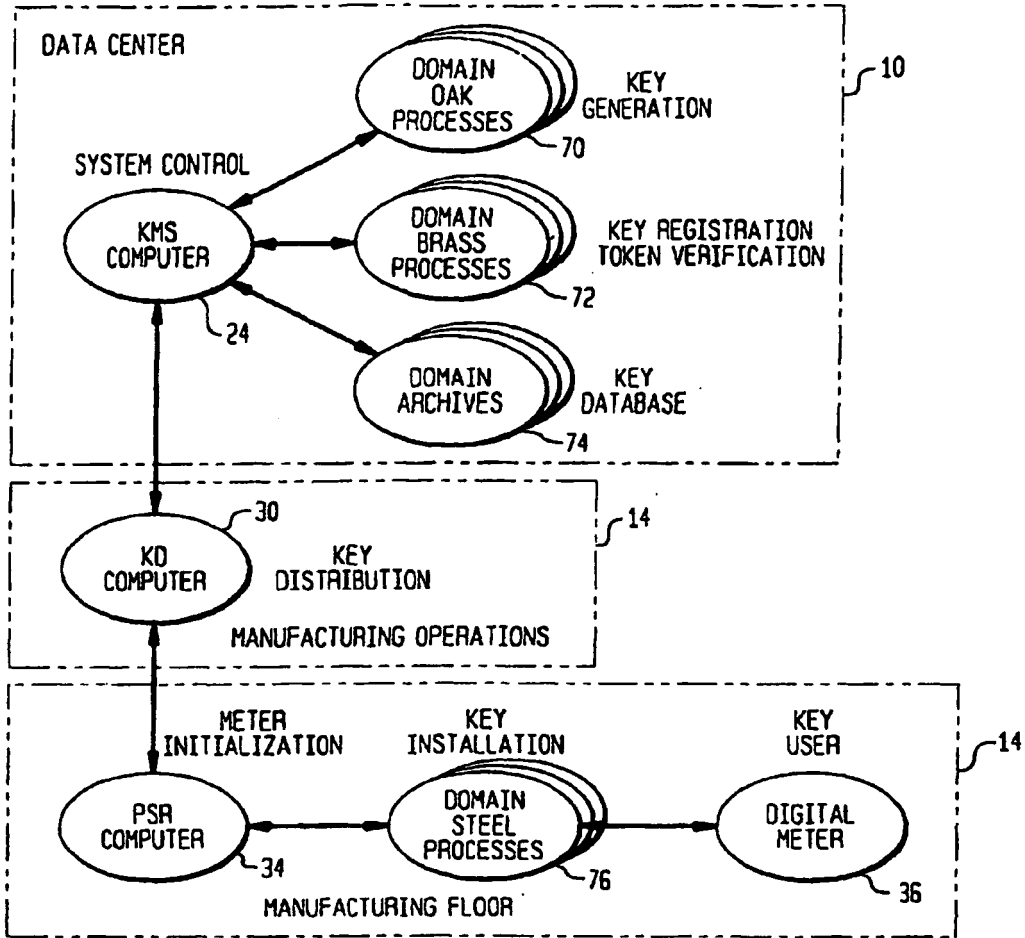 DATA CENTER
DOMAIN
OAK
PROCESSES
70
KEY
GENERATION
10
SYSTEM CONTROL
KMS
COMPUTER
24
DOMAIN
BRASS
PROCESSES
72
KEY REGISTRATION
TOKEN VERIFICATION
DOMAIN
ARCHIVES
74
KEY
DATABASE
30
KD
COMPUTER
KEY
DISTRIBUTION
14
MANUFACTURING OPERATIONS
METER
INITIALIZATION
KEY
INSTALLATION
KEY
USER
14
PSR
COMPUTER
34
DOMAIN
STEEL
PROCESSES
76
DIGITAL
METER
36
MANUFACTURING FLOOR